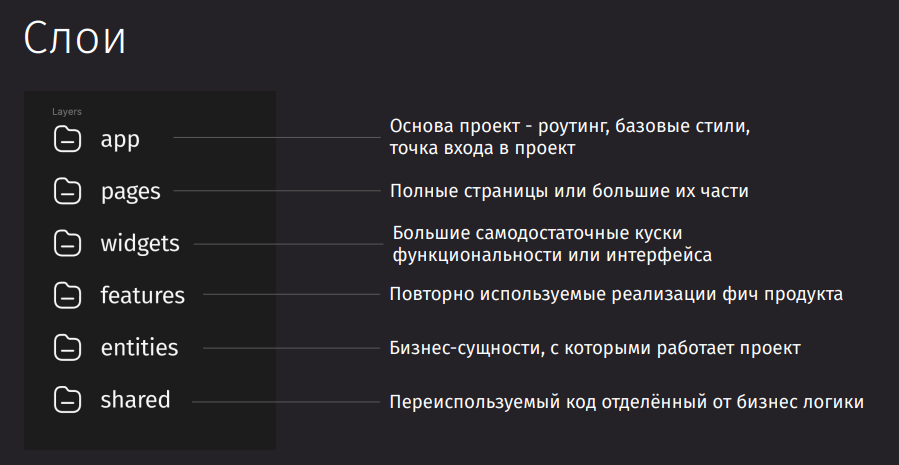 Слои
Layers
app
Основа проект - роутинг, базовые стили,
точка входа в проект
pages
Полные страницы или большие их части
widgets
Большие самодостаточные куски
функциональности или интерфейса
features
Повторно используемые реализации фич продукта
entities
Бизнес-сущности, с которыми работает проект
shared
Переиспользуемый код отделённый от бизнес логики